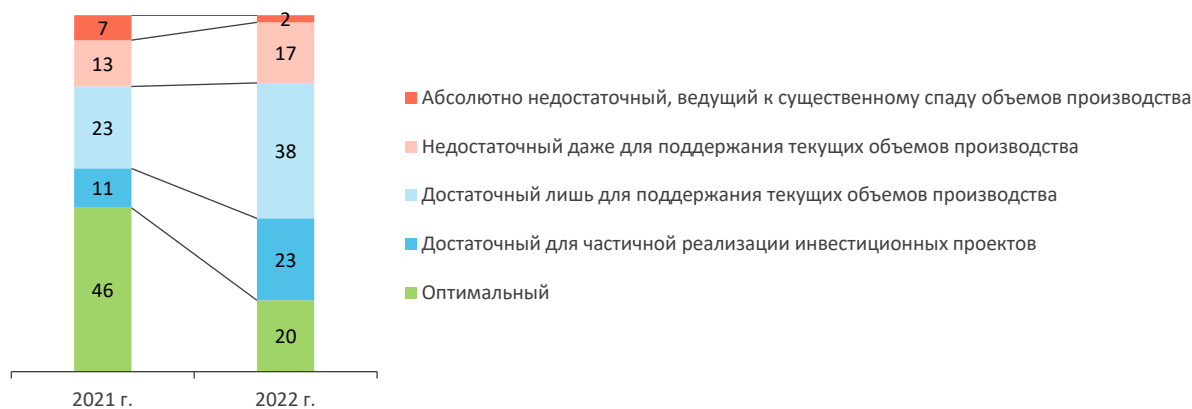 7
13
23
11
46
2
17
38
23
20
2021 г.
2022 г.
Абсолютно недостаточный, ведущий к существенному спаду объемов производства
Недостаточный даже для поддержания текущих объемов производства
Достаточный лишь для поддержания текущих объемов производства
Достаточный для частичной реализации инвестиционных проектов
Оптимальный